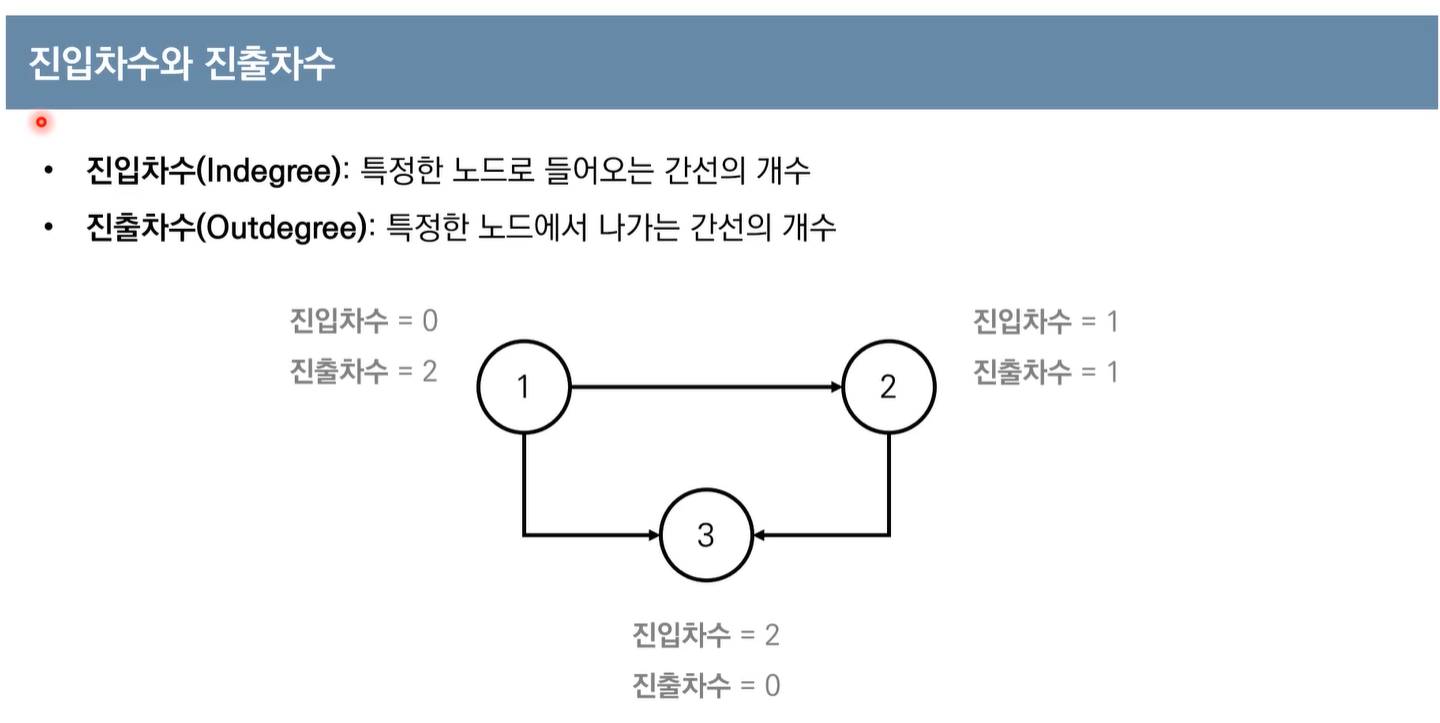 진입차수와 진출차수
• 진입차수(Indegree): 특정한 노드로 들어오는 간선의 개수
• 진출차수(Outdegree): 특정한 노드에서 나가는 간선의 개수
진입차수 = 0
진출차수 = 2
1
2
진입차수 = 1
진출차수 = 1
3
진입차수 = 2
진출차수 = 0